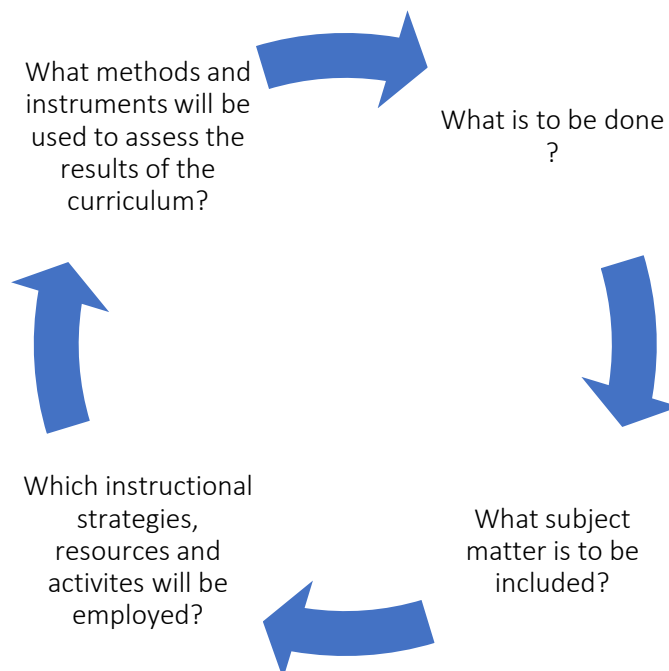 What methods and
instruments will be
used to assess the
results of the
curriculum?
What is to be done
?
What subject
matter is to be
included?
Which instructional
strategies,
resources and
activites will be
employed?